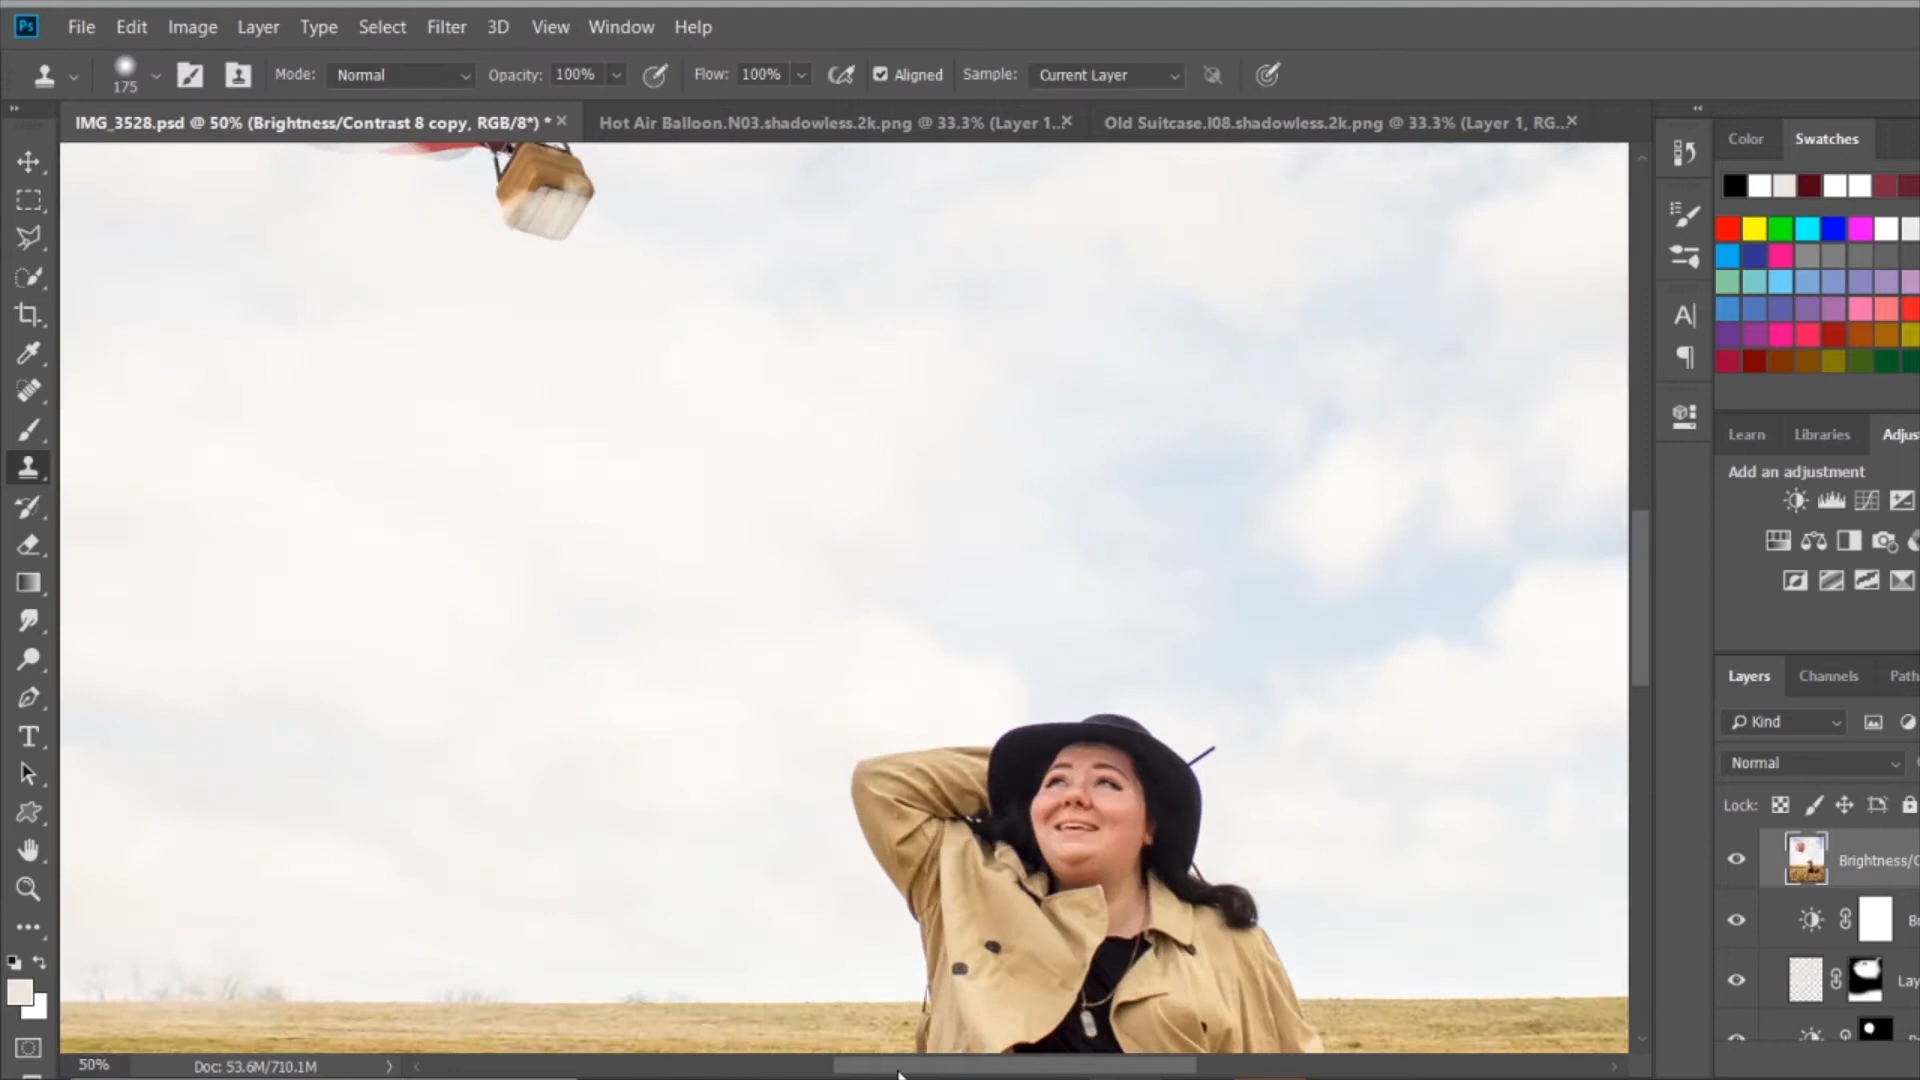 Ps File Edit Image Layer Type Select Filter 3D View Window Help
175 Mode: Normal Opacity: 100% Flow: 100% Aligned Sample: Current Layer
IMG_3528.psd @ 50% (Brightness/Contrast 8 copy, RGB/8*) * × Hot Air Balloon.N03.shadowless.2k.png @ 33.3% (Layer 1...× Old Suitcase.I08.shadowless.2k.png @ 33.3% (Layer 1, RG...×
Color Swatches
Learn Libraries Adjus
Add an adjustment
Layers Channels Path
Kind
Normal
Lock:
Brightness/C
B
Lay
50% Doc: 53.6M/710.1M